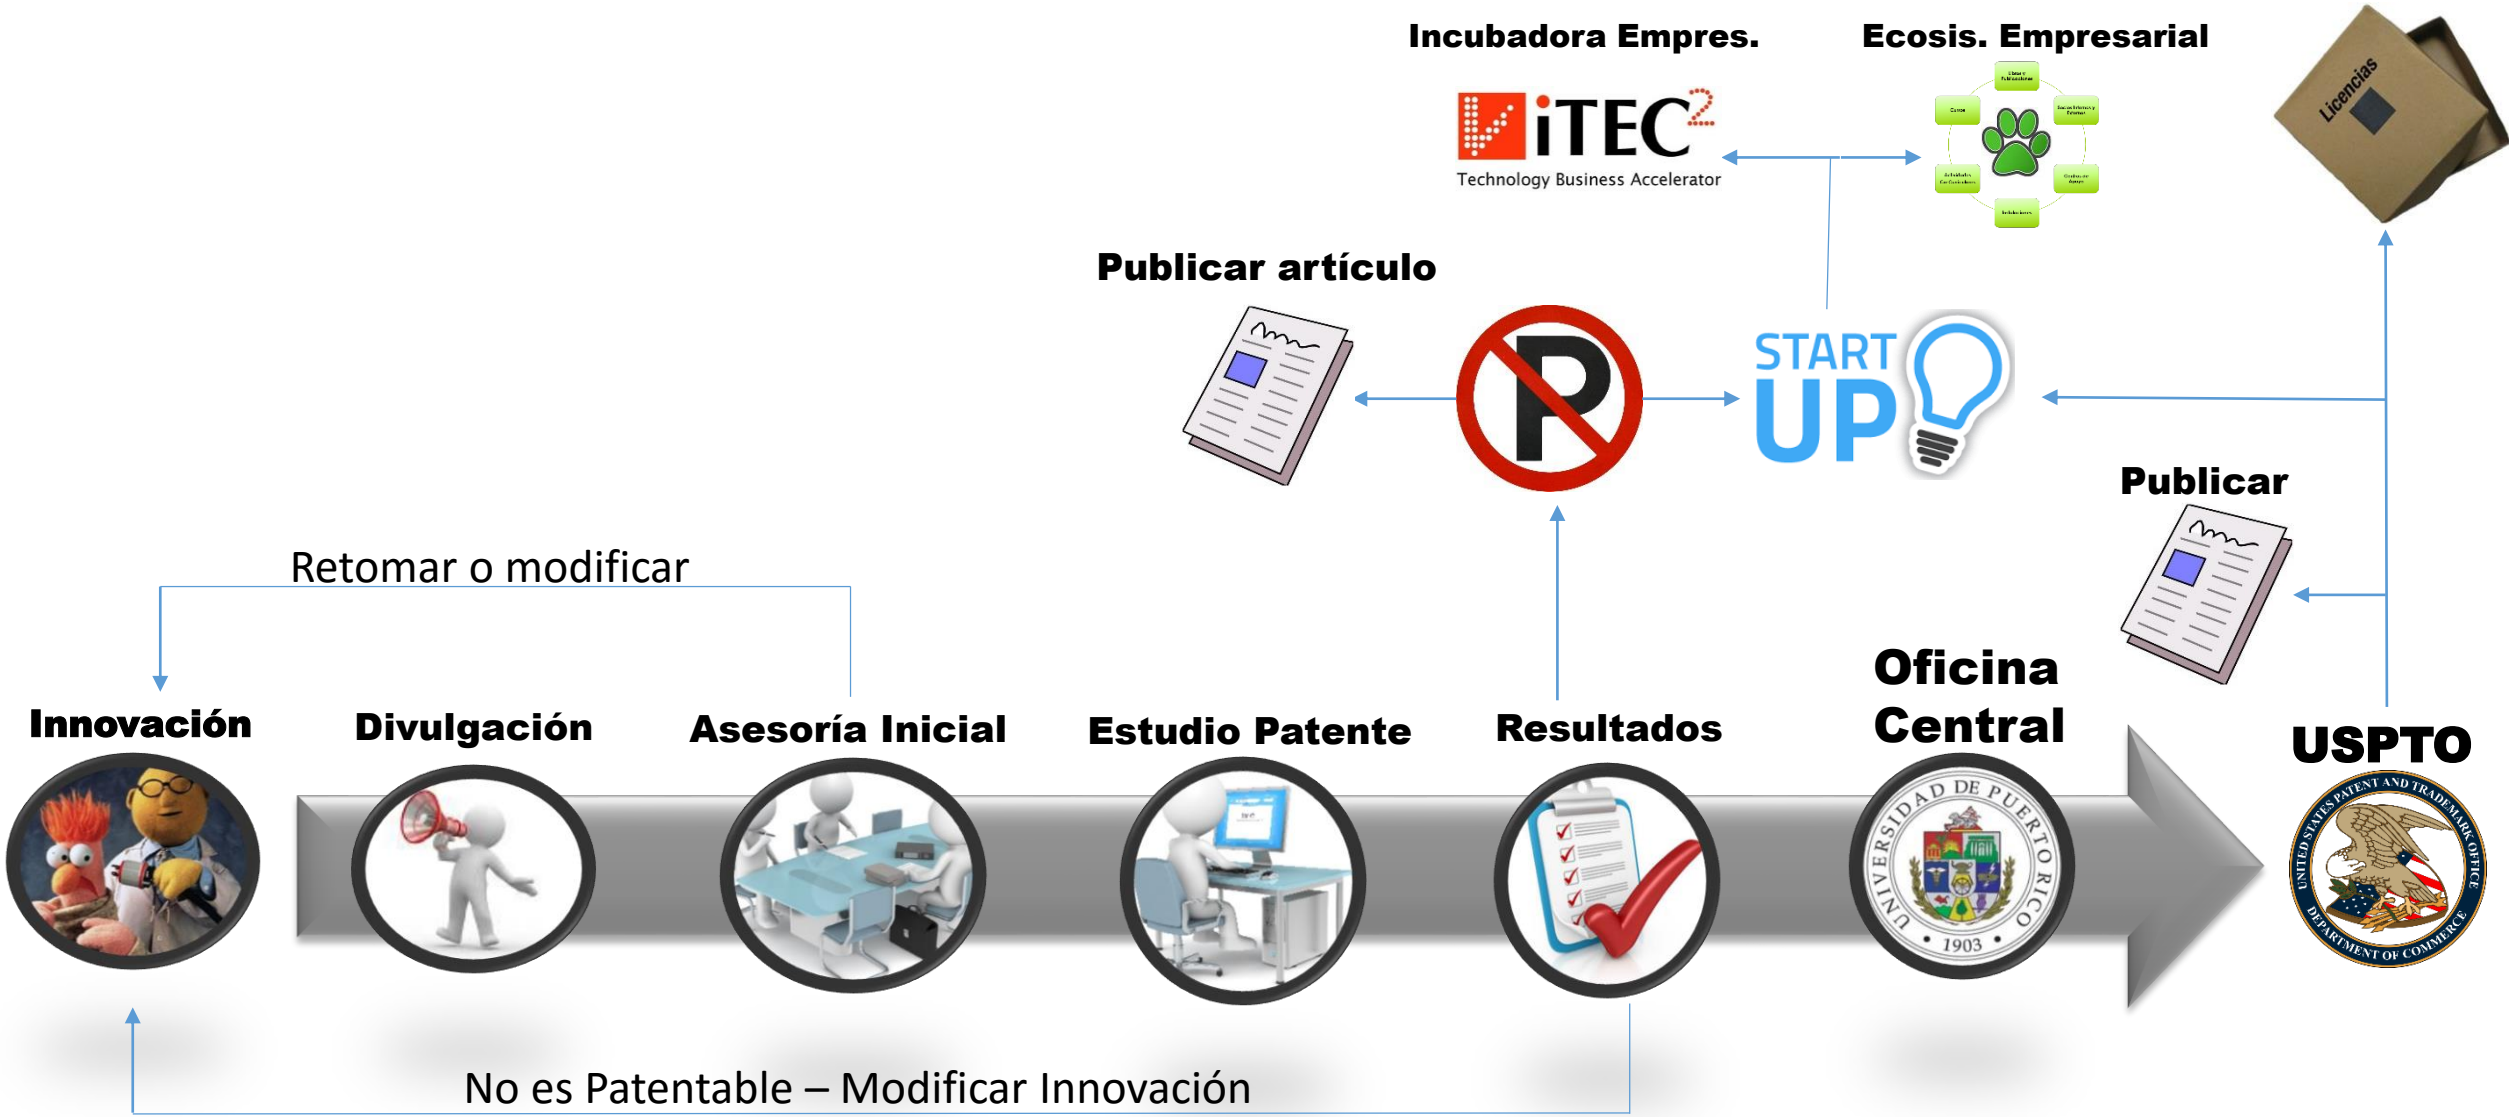 Incubadora Empres.
Ecosis. Empresarial
Licencias
iTEC2
Technology Business Accelerator
Publicar artículo
P
START
UP
Publicar
Retomar o modificar
Innovación
Divulgación
Asesoría Inicial
Estudio Patente
Resultados
Oficina
Central
USPTO
UNIVERSIDAD DE PUERTO RICO
• 1903 •
UNITED STATES PATENT AND TRADEMARK OFFICE
DEPARTMENT OF COMMERCE
No es Patentable – Modificar Innovación